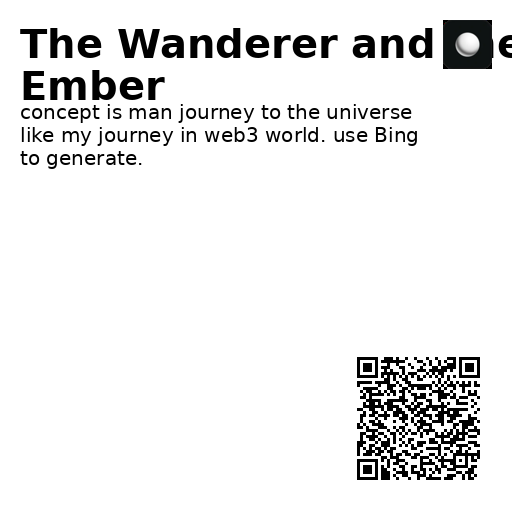 The Wanderer and
Ember
concept is man journey to the universe
like my journey in web3 world. use Bing
to generate.